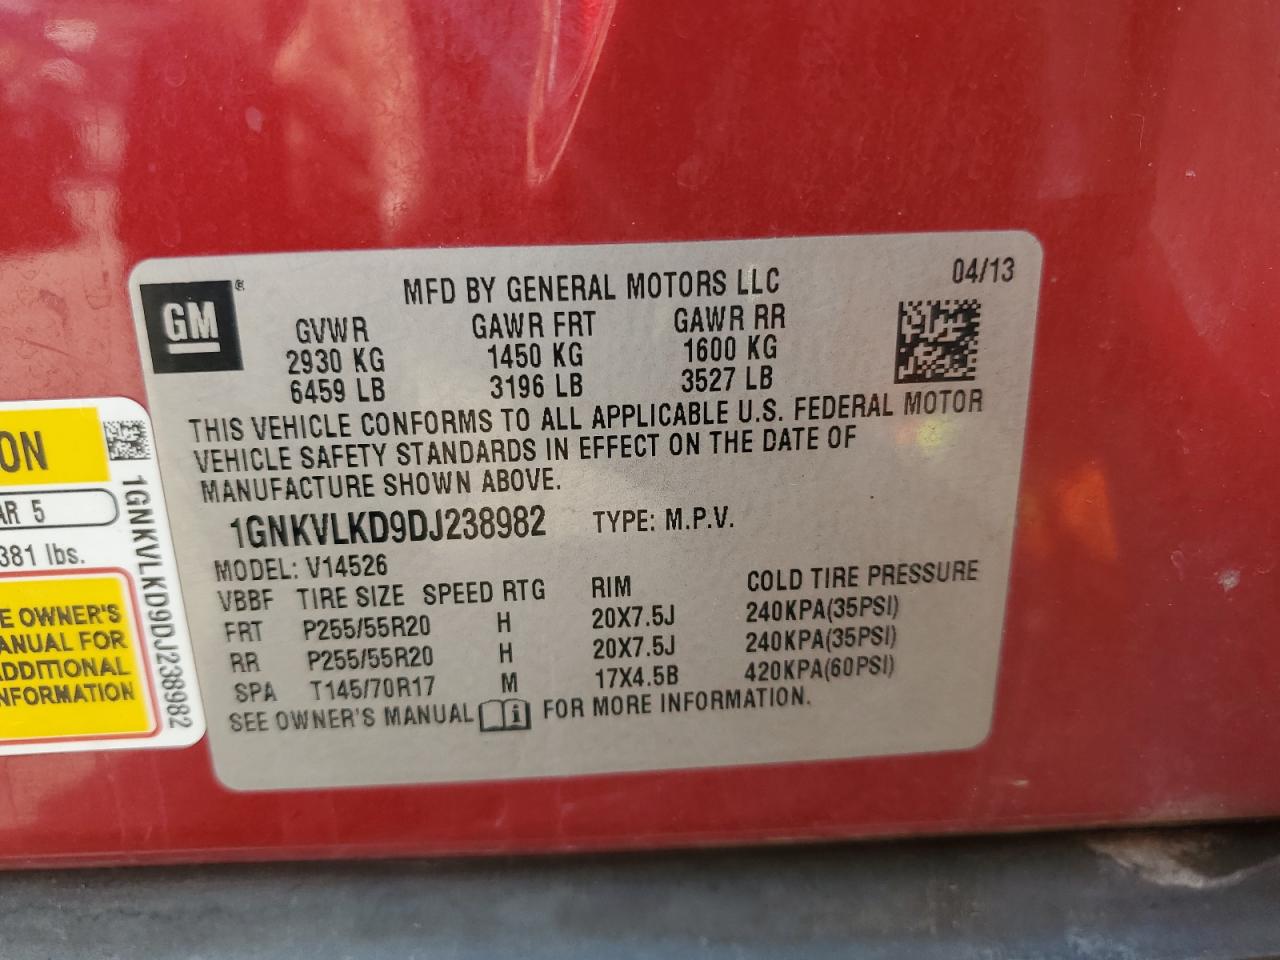 GM®
MFD BY GENERAL MOTORS LLC
04/13
GVWR GAWR FRT GAWR RR
2930 KG 1450 KG 1600 KG
6459 LB 3196 LB 3527 LB
THIS VEHICLE CONFORMS TO ALL APPLICABLE U.S. FEDERAL MOTOR
VEHICLE SAFETY STANDARDS IN EFFECT ON THE DATE OF
MANUFACTURE SHOWN ABOVE.
1GNKVLKD9DJ238982 TYPE: M.P.V.
MODEL: V14526
VBBF TIRE SIZE SPEED RTG RIM COLD TIRE PRESSURE
FRT P255/55R20 H 20X7.5J 240KPA(35PSI)
RR P255/55R20 H 20X7.5J 240KPA(35PSI)
SPA T145/70R17 M 17X4.5B 420KPA(60PSI)
SEE OWNER'S MANUAL i FOR MORE INFORMATION.
ON
AR 5
381 lbs.
E OWNER'S
ANUAL FOR
DDITIONAL
NFORMATION
1GNKVLKD9DJ238982